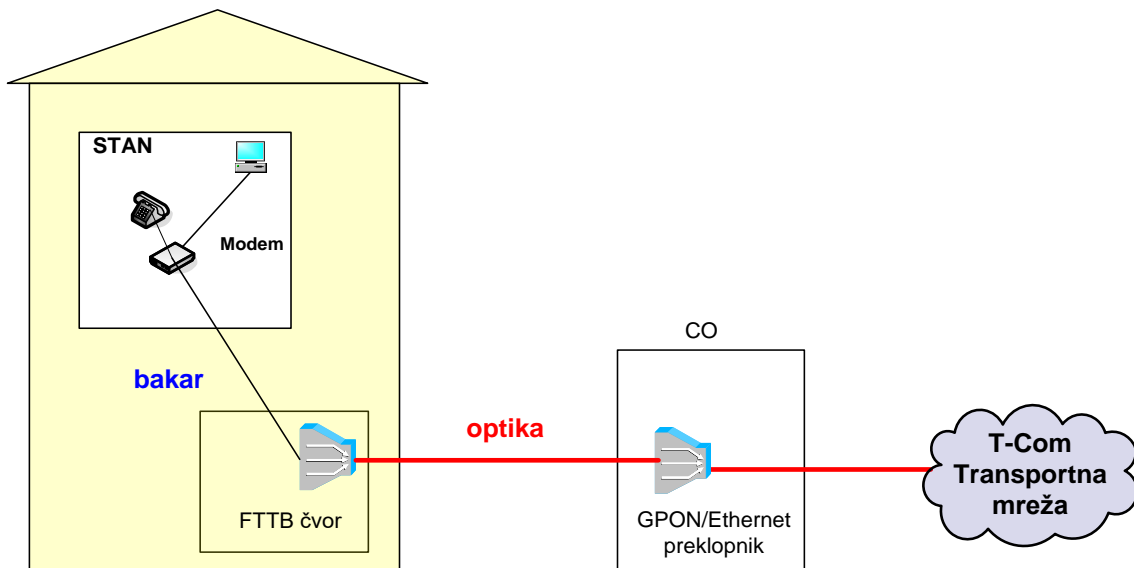 STAN
Modem
bakar
FTTB čvor
optika
CO
GPON/Ethernet
preklopnik
T-Com
Transportna
mreža